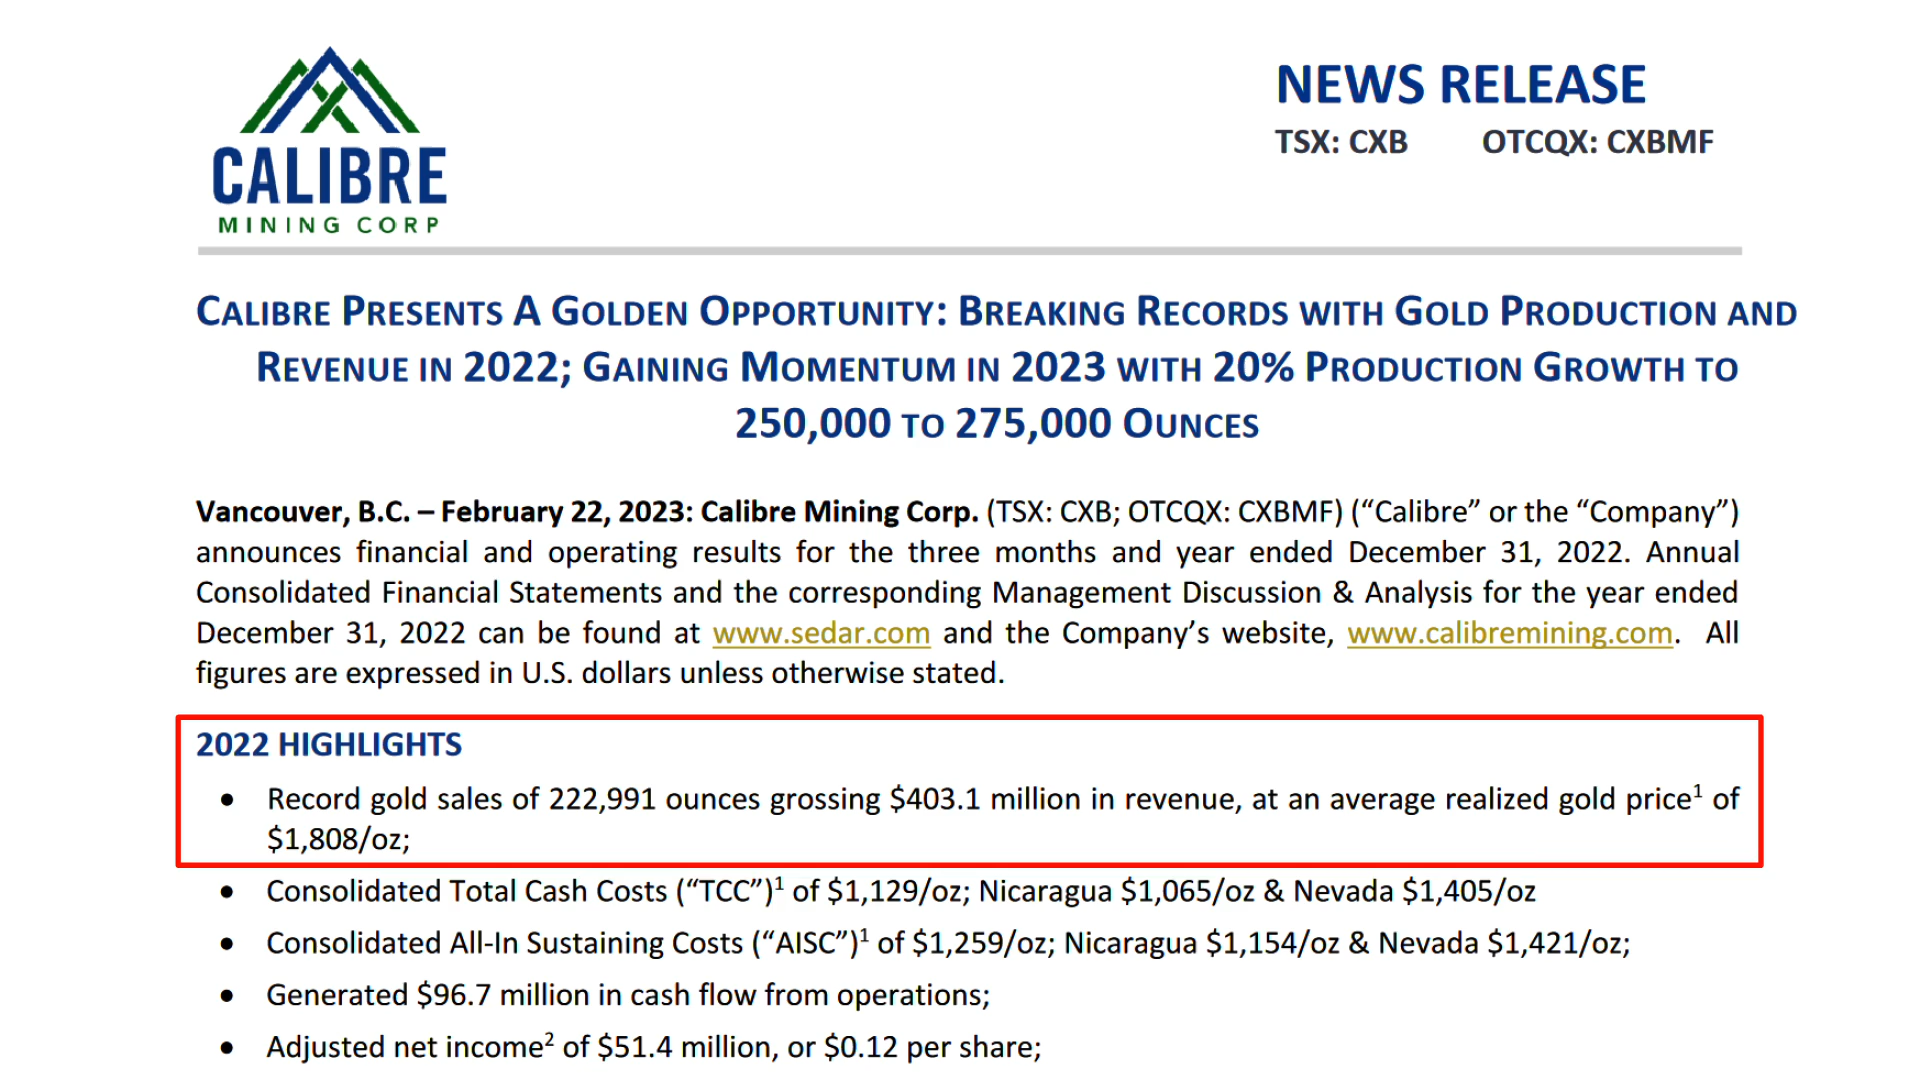 CALIBRE
MINING CORP
NEWS RELEASE
TSX: CXB OTCQX: CXBMF
CALIBRE PRESENTS A GOLDEN OPPORTUNITY: BREAKING RECORDS WITH GOLD PRODUCTION AND
REVENUE IN 2022; GAINING MOMENTUM IN 2023 WITH 20% PRODUCTION GROWTH TO
250,000 TO 275,000 OUNCES
Vancouver, B.C. – February 22, 2023: Calibre Mining Corp. (TSX: CXB; OTCQX: CXBMF) (“Calibre” or the “Company”)
announces financial and operating results for the three months and year ended December 31, 2022. Annual
Consolidated Financial Statements and the corresponding Management Discussion & Analysis for the year ended
December 31, 2022 can be found at www.sedar.com and the Company’s website, www.calibremining.com. All
figures are expressed in U.S. dollars unless otherwise stated.
2022 HIGHLIGHTS
• Record gold sales of 222,991 ounces grossing $403.1 million in revenue, at an average realized gold price¹ of
$1,808/oz;
• Consolidated Total Cash Costs (“TCC”)¹ of $1,129/oz; Nicaragua $1,065/oz & Nevada $1,405/oz
• Consolidated All-In Sustaining Costs (“AISC”)¹ of $1,259/oz; Nicaragua $1,154/oz & Nevada $1,421/oz;
• Generated $96.7 million in cash flow from operations;
• Adjusted net income² of $51.4 million, or $0.12 per share;